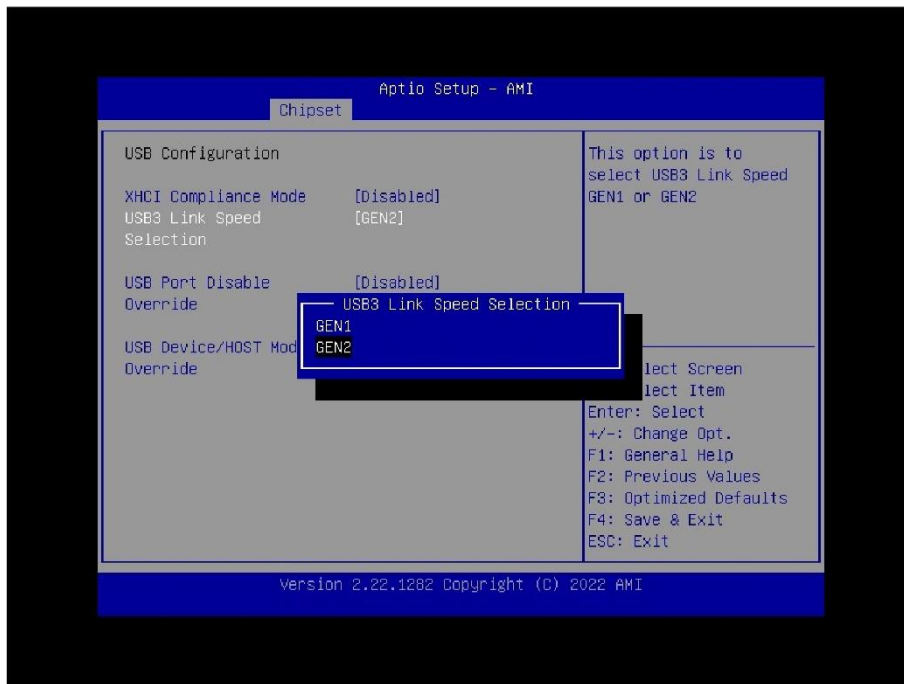 Aptio Setup - AMI
Chipset
USB Configuration
XHCI Compliance Mode [Disabled]
USB3 Link Speed [GEN2]
Selection
USB Port Disable [Disabled]
Override
USB Device/HOST Mod
Override
USB3 Link Speed Selection
GEN1
GEN2
This option is to
select USB3 Link Speed
GEN1 or GEN2
lect Screen
lect Item
Enter: Select
+/-: Change Opt.
F1: General Help
F2: Previous Values
F3: Optimized Defaults
F4: Save & Exit
ESC: Exit
Version 2.22.1282 Copyright (C) 2022 AMI